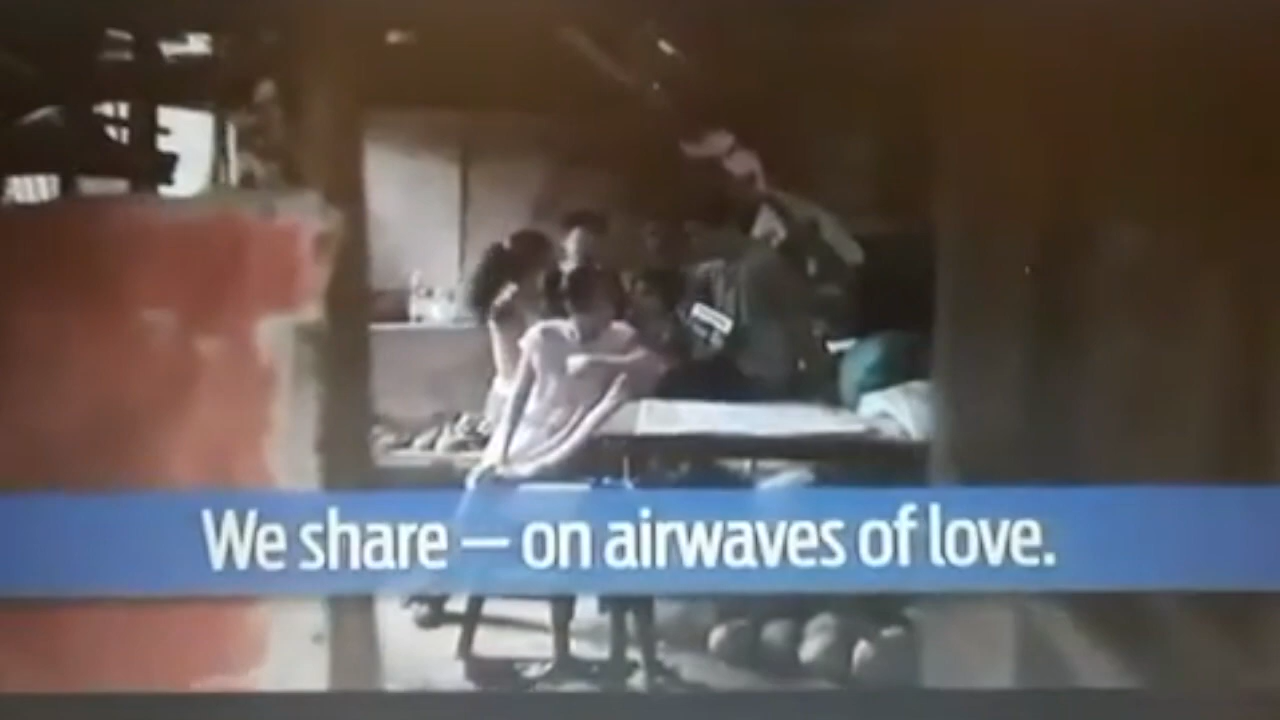 We share — on airwaves of love.